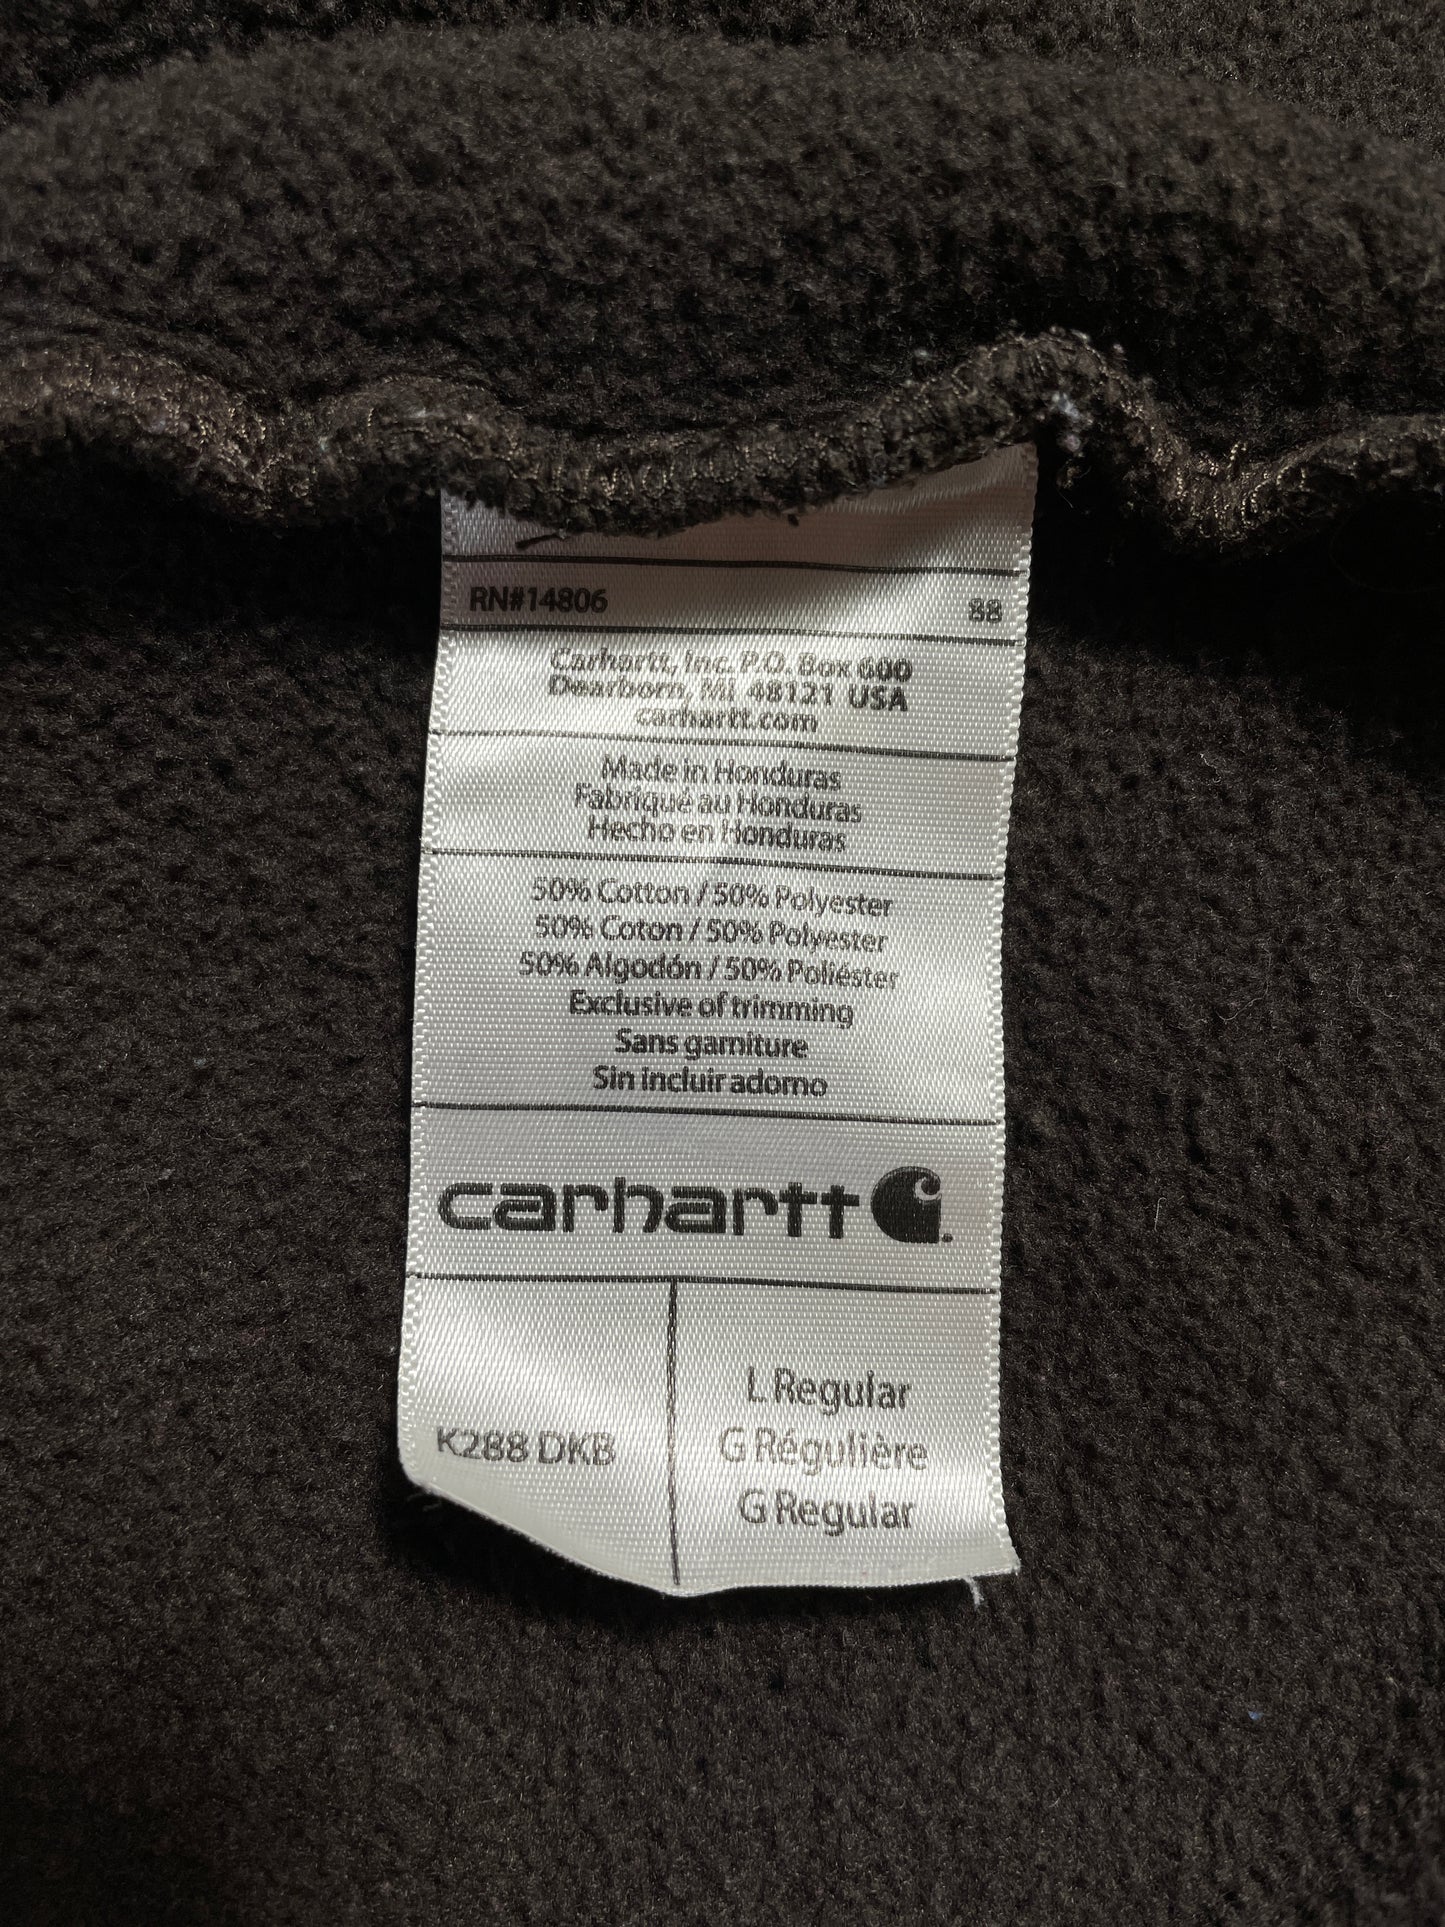 RN#14806 88
Carhartt, Inc. P.O. Box 600
Dearborn, MI 48121 USA
carhartt.com
Made in Honduras
Fabriqué au Honduras
Hecho en Honduras
50% Cotton / 50% Polyester
50% Coton / 50% Polyester
50% Algodón / 50% Poliéster
Exclusive of trimming
Sans garniture
Sin incluir adorno
carhartt
K288 DKB
L Regular
G Régulière
G Regular